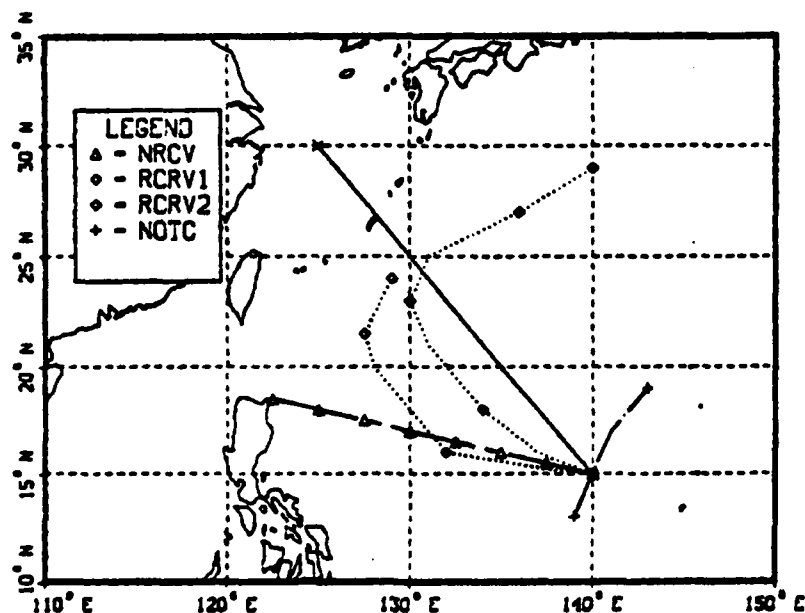 35° N
30° N
25° N
20° N
15° N
10° N
LEGEND
△ - NRCV
◇ - RCRV1
◇ - RCRV2
+ - NOTC
110° E
120° E
130° E
140° E
150° E